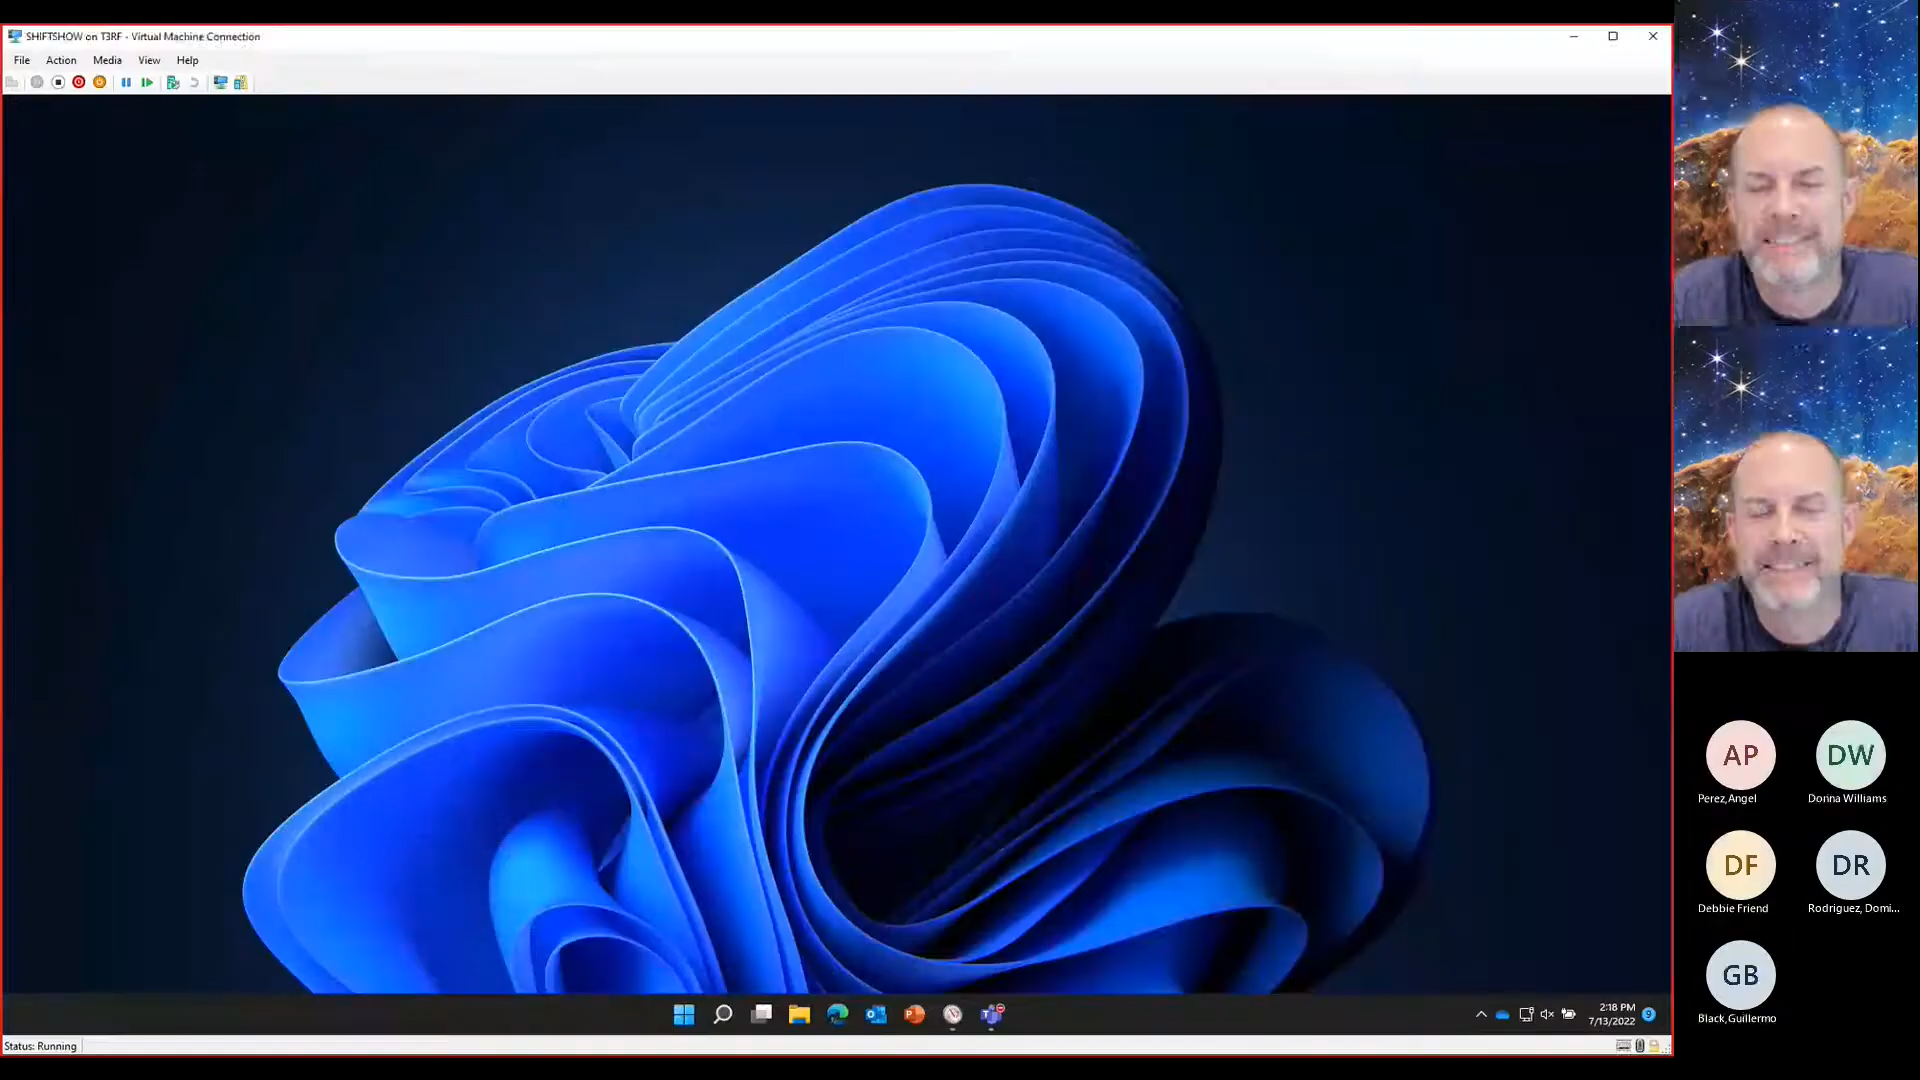 SHIFTSHOW on T3RF - Virtual Machine Connection
File Action Media View Help
AP DW
Perez,Angel Donna Williams
DF DR
Debbie Friend Rodriguez, Domi...
GB
Black,Guillermo
2:18 PM
7/13/2022 9
Status: Running